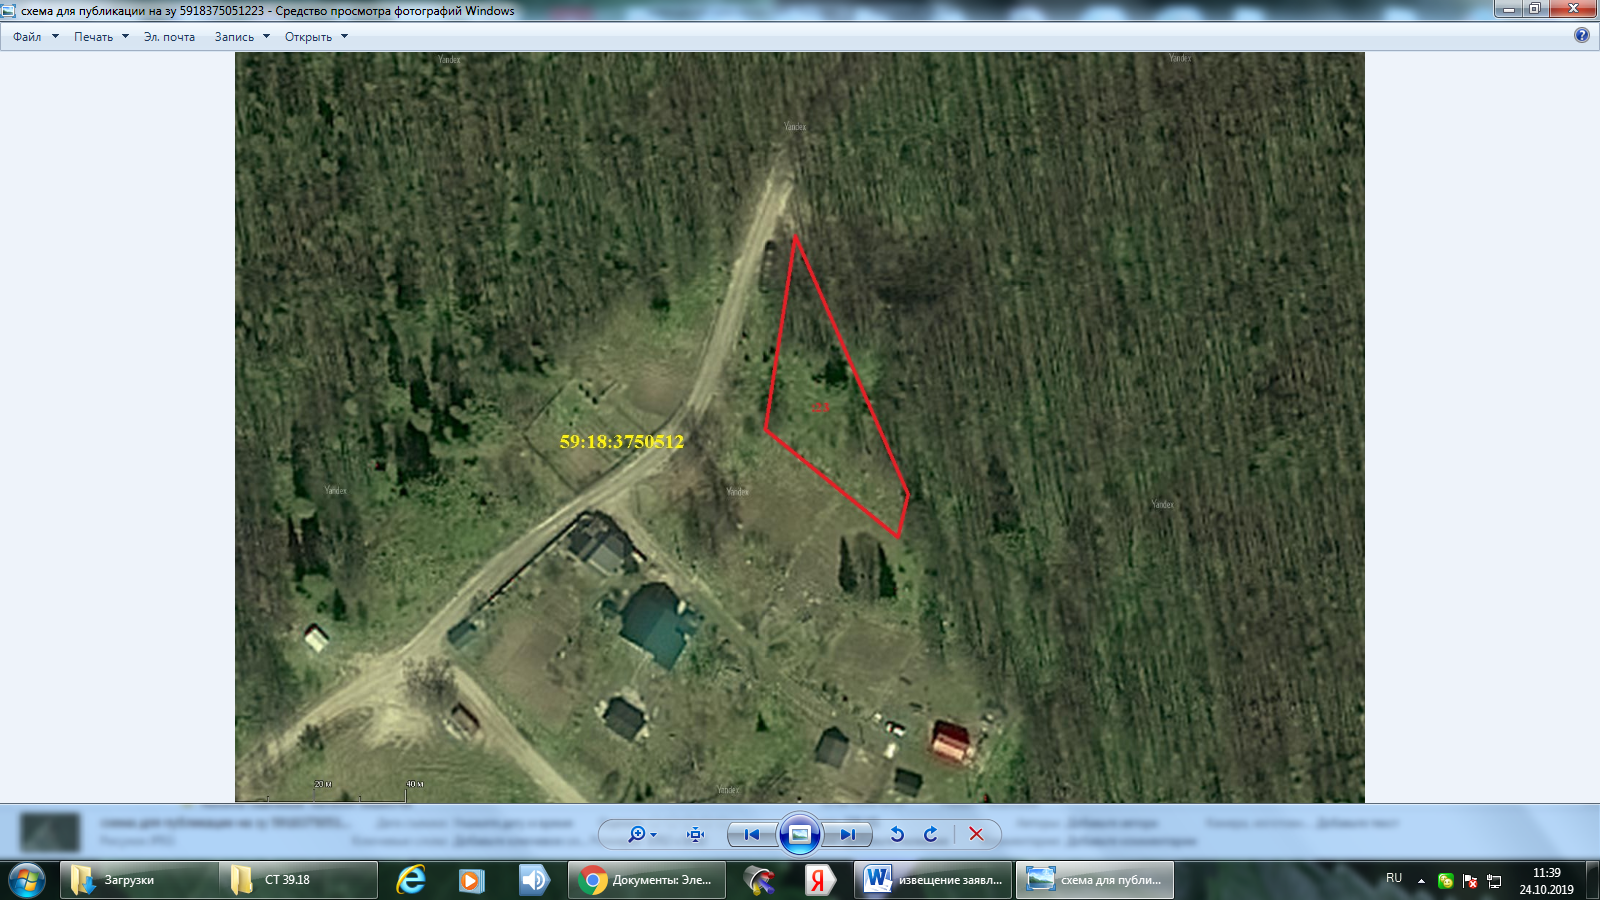 схема для публикации на зу 5918375051223 - Средство просмотра фотографий Windows
Файл Печать Эл. почта Запись Открыть
Yandex
Yandex
Yandex
59:18:3750512
Yandex
Yandex
Yandex
20 м
40 м
Yandex
Загрузки
СТ 39.18
Документы: Эле...
извещение заявл...
схема для публи...
RU
11:39
24.10.2019